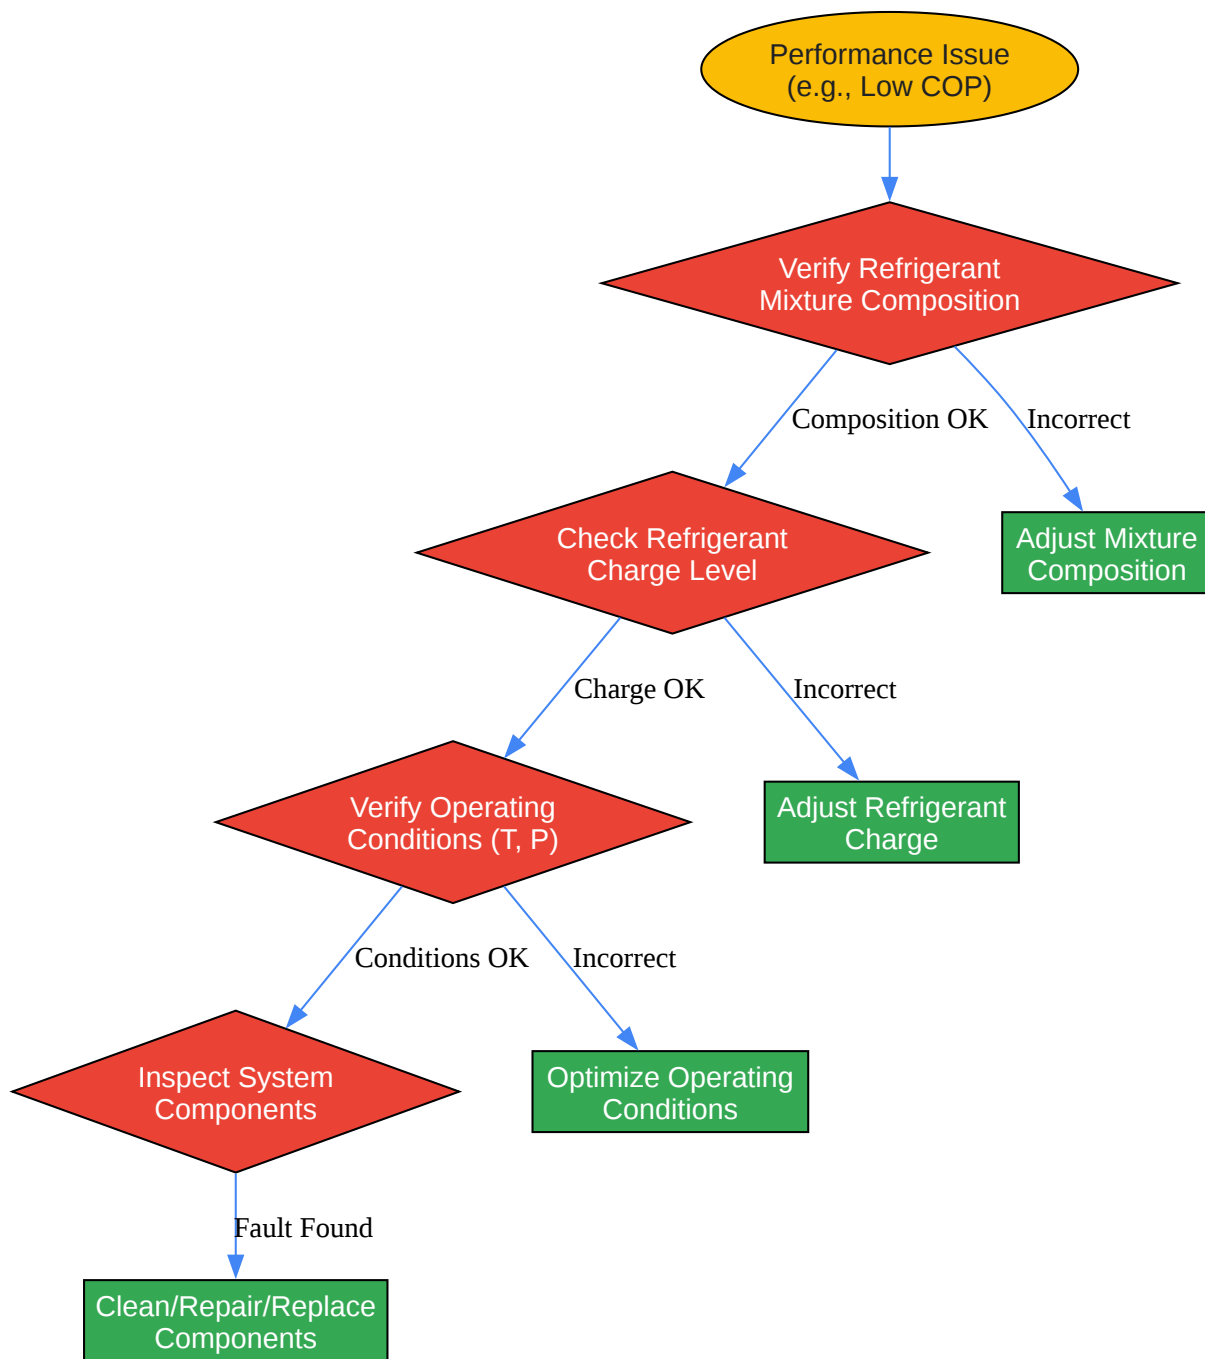 Performance Issue
(e.g., Low COP)
Verify Refrigerant
Mixture Composition
Composition OK
Incorrect
Check Refrigerant
Charge Level
Adjust Mixture
Composition
Charge OK
Incorrect
Verify Operating
Conditions (T, P)
Adjust Refrigerant
Charge
Conditions OK
Incorrect
Inspect System
Components
Optimize Operating
Conditions
Fault Found
Clean/Repair/Replace
Components